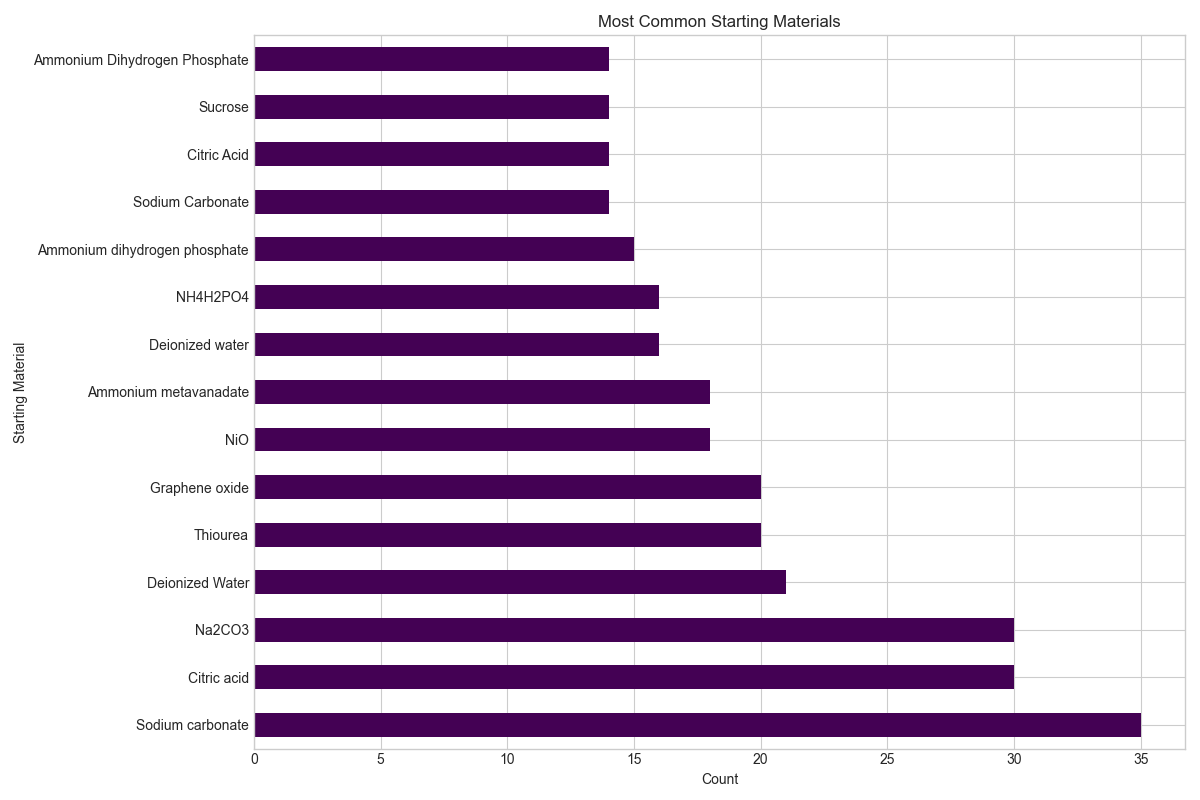 Most Common Starting Materials
Ammonium Dihydrogen Phosphate
Sucrose
Citric Acid
Sodium Carbonate
Ammonium dihydrogen phosphate
NH4H2PO4
Deionized water
Ammonium metavanadate
NiO
Graphene oxide
Thiourea
Deionized Water
Na2CO3
Citric acid
Sodium carbonate
Starting Material
0 5 10 15 20 25 30 35
Count